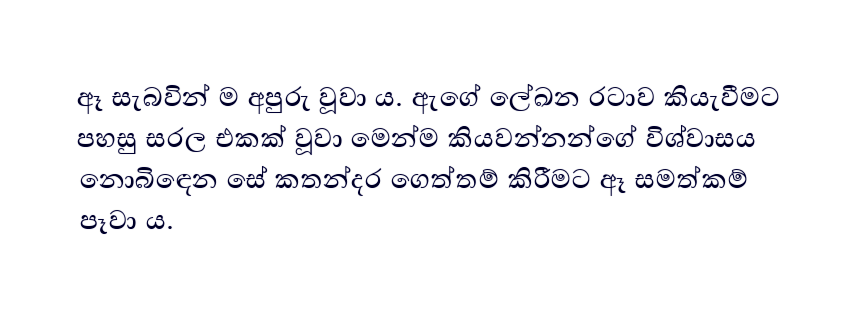 ඈ සැබවින් ම අපුරු වූවා ය. ඇගේ ලේඛන රටාව කියැවීමට
පහසු සරල එකක් වූවා මෙන්ම කියවන්නන්ගේ විශ්වාසය
නොබිඳෙන සේ කතන්දර ගෙත්තම් කිරීමට ඈ සමත්කම්
පෑවා ය.